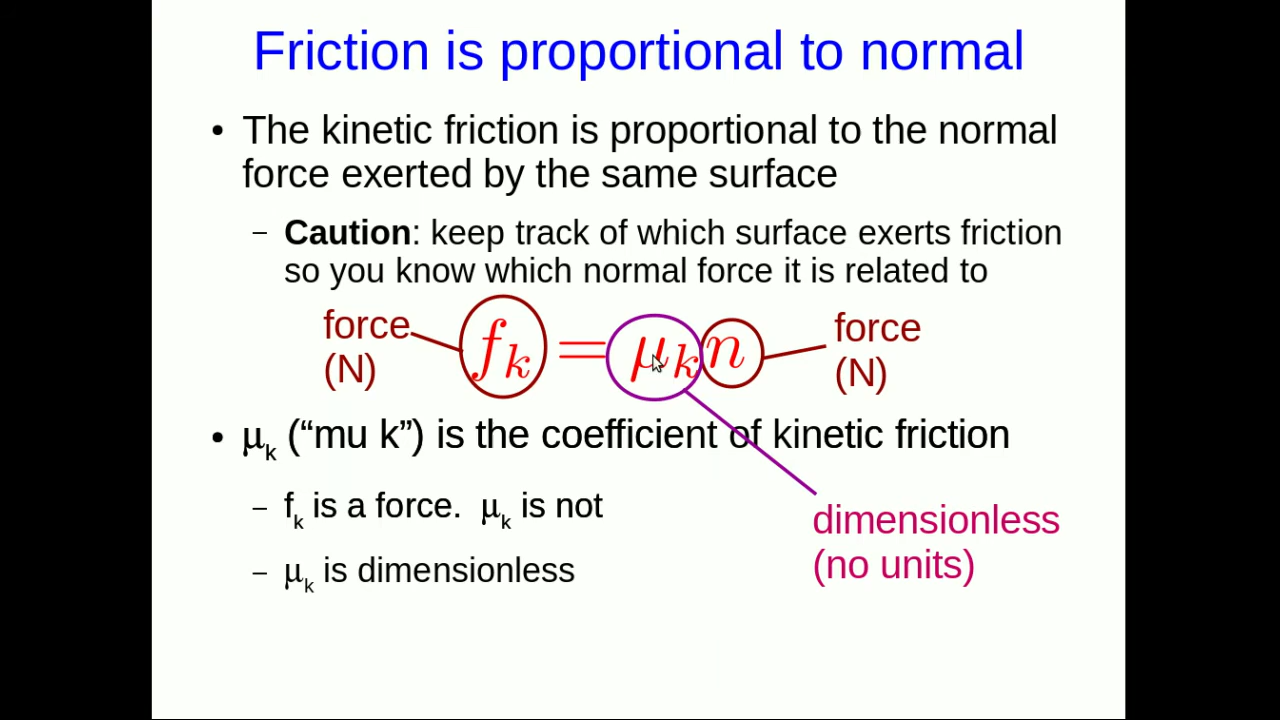 Friction is proportional to normal
• The kinetic friction is proportional to the normal
force exerted by the same surface
– Caution: keep track of which surface exerts friction
so you know which normal force it is related to
force
(N)
fₖ = μₖn
force
(N)
• μₖ (“mu k”) is the coefficient of kinetic friction
– fₖ is a force. μₖ is not
– μₖ is dimensionless
dimensionless
(no units)